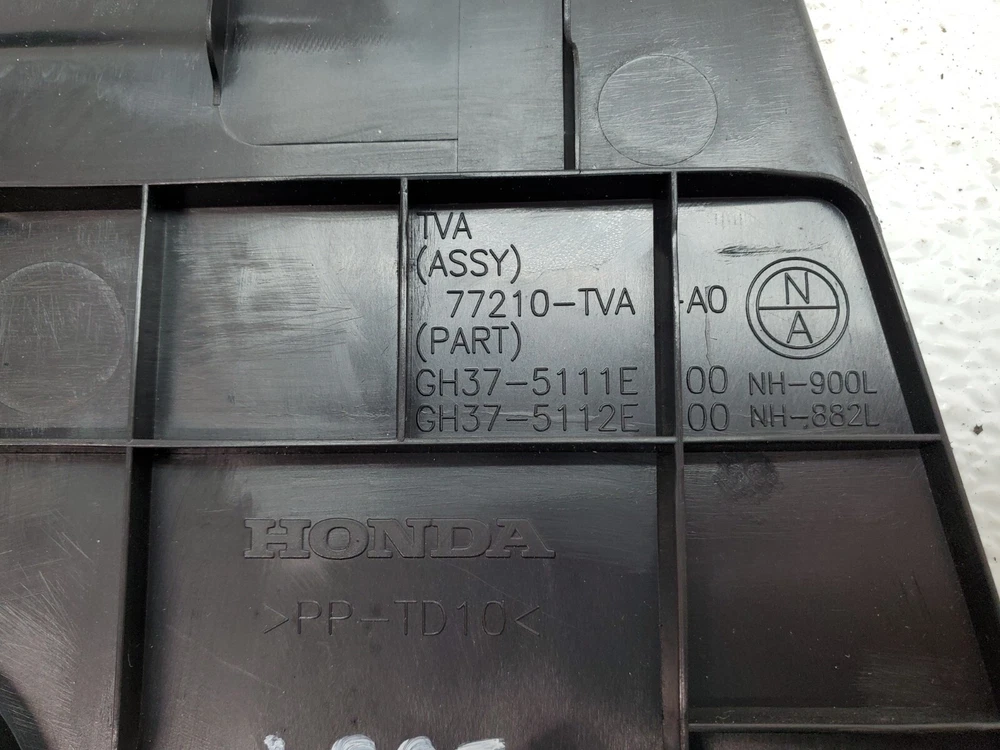 TVA
(ASSY)
77210-TVA -A0
(PART)
GH37-5111E 00 NH-900L
GH37-5112E 00 NH-882L
N
A
HONDA
>PP-TD10<